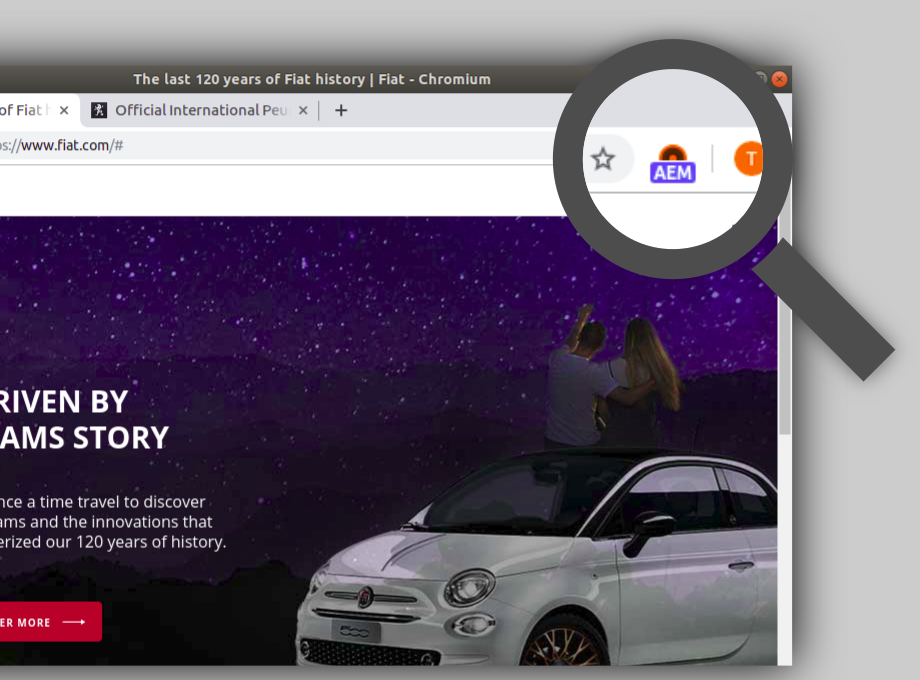 The last 120 years of Fiat history | Fiat - Chromium
of Fiat h
Official International Peu
s://www.fiat.com/#
AEM
T
RIVEN BY
AMS STORY
nce a time travel to discover
ams and the innovations that
erized our 120 years of history.
ER MORE
500